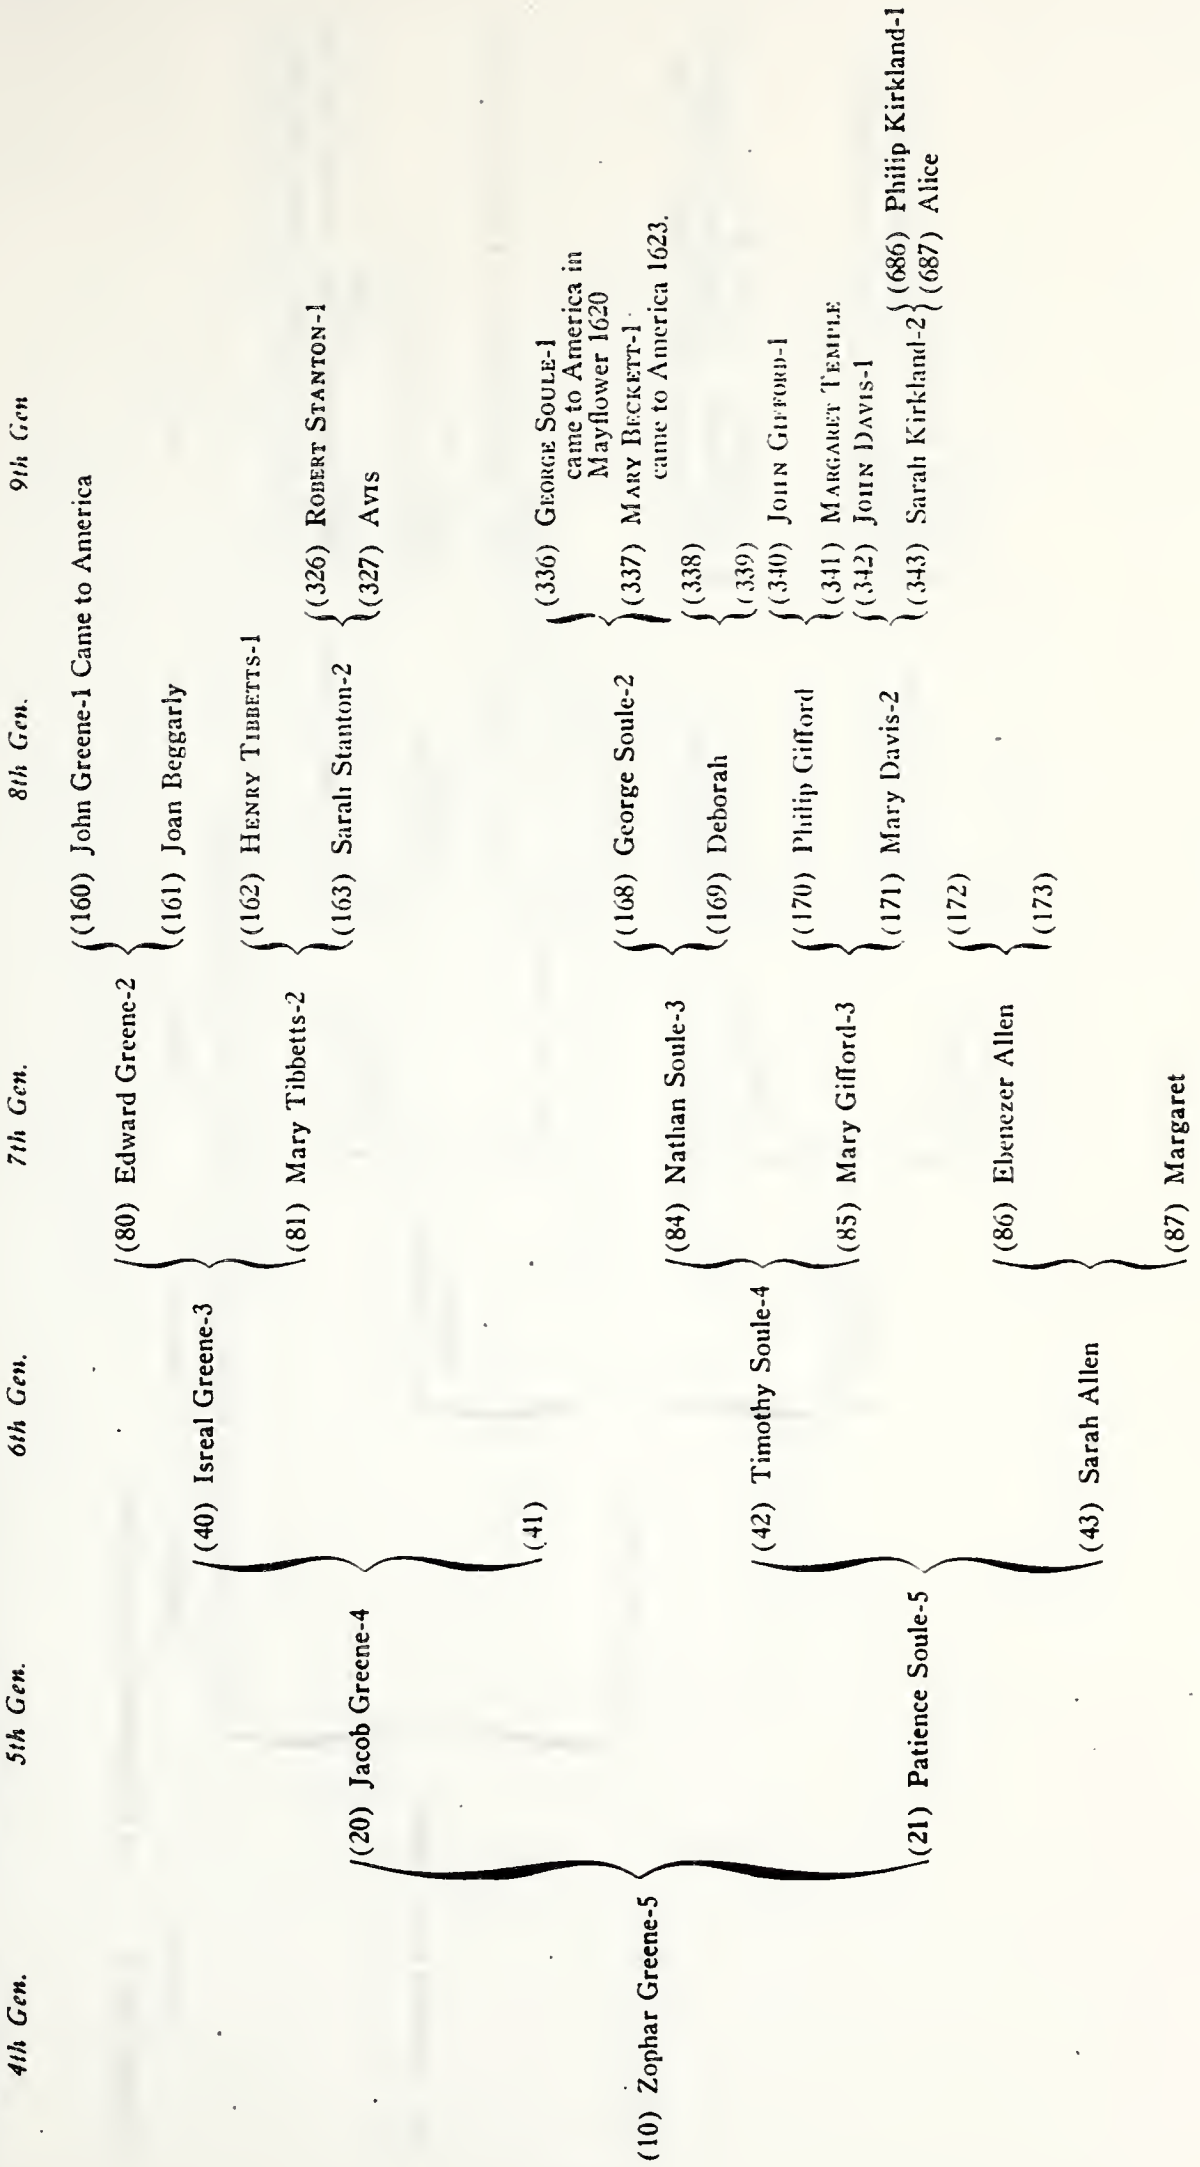 4th Gen. 5th Gen. 6th Gen. 7th Gen. 8th Gen. 9th Gen
(10) Zophar Greene-5
(20) Jacob Greene-4
(21) Patience Soule-5
(40) Isreal Greene-3
(41)
(42) Timothy Soule-4
(43) Sarah Allen
(80) Edward Greene-2
(81) Mary Tibbetts-2
(84) Nathan Soule-3
(85) Mary Gifford-3
(86) Ebenezer Allen
(87) Margaret
(160) John Greene-1 Came to America
(161) Joan Beggarly
(162) HENRY TIBBETTS-1
(163) Sarah Stanton-2
(168) George Soule-2
(169) Deborah
(170) Philip Gifford
(171) Mary Davis-2
(172)
(173)
(326) ROBERT STANTON-1
(327) AVIS
(336) GEORGE SOULE-1
came to America in
Mayflower 1620
(337) MARY BECKETT-1
came to America 1623.
(338)
(339)
(340) JOHN GIFFORD-1
(341) MARGARET TEMPLE
(342) JOHN DAVIS-1
(343) Sarah Kirkland-2
(686) Philip Kirkland-1
(687) Alice